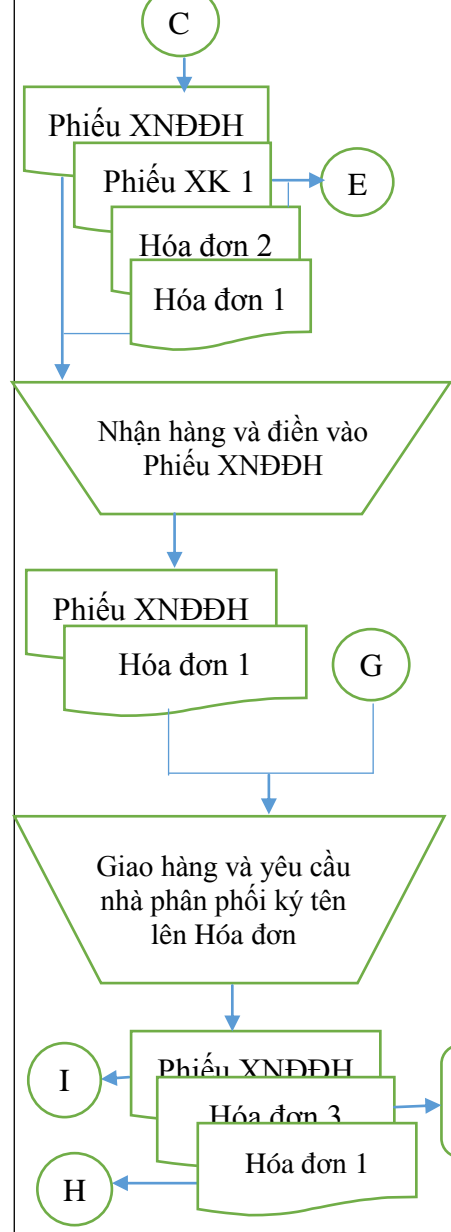 C
Phiếu XNĐĐH
Phiếu XK 1
E
Hóa đơn 2
Hóa đơn 1
Nhận hàng và điền vào
Phiếu XNĐĐH
Phiếu XNĐĐH
Hóa đơn 1
G
Giao hàng và yêu cầu
nhà phân phối ký tên
lên Hóa đơn
Phiếu XNĐĐH
I
Hóa đơn 3
Hóa đơn 1
H